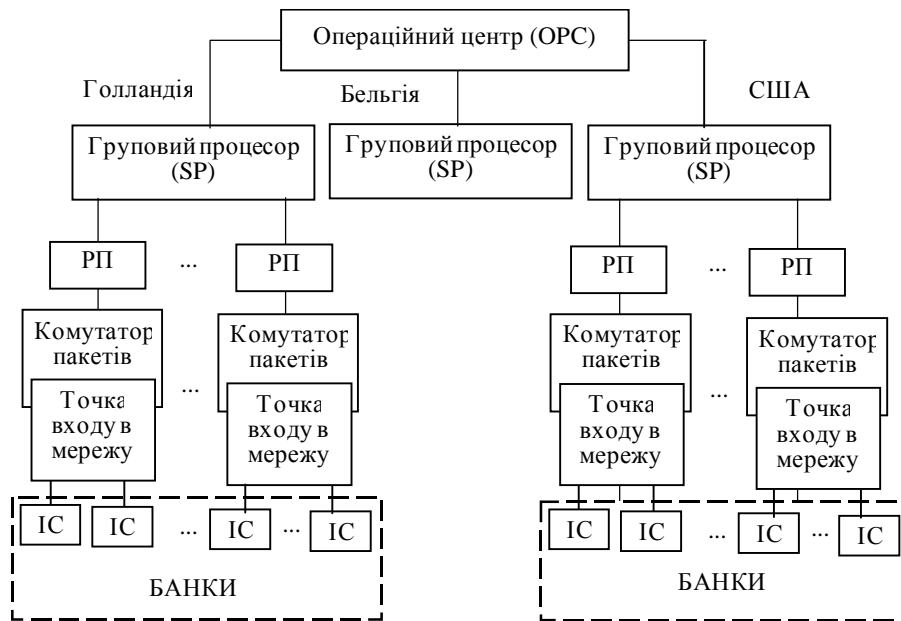 Операційний центр (ОРС)
Голландія
Бельгія
США
Груповий процесор
(SP)
Груповий процесор
(SP)
Груповий процесор
(SP)
РП
...
РП
РП
...
РП
Комутатор
пакетів
Комутатор
пакетів
Комутатор
пакетів
Комутатор
пакетів
...
...
Точка
входу в
мережу
Точка
входу в
мережу
Точка
входу в
мережу
Точка
входу в
мережу
ІС
ІС
...
ІС
...
ІС
ІС
ІС
...
ІС
...
ІС
БАНКИ
БАНКИ